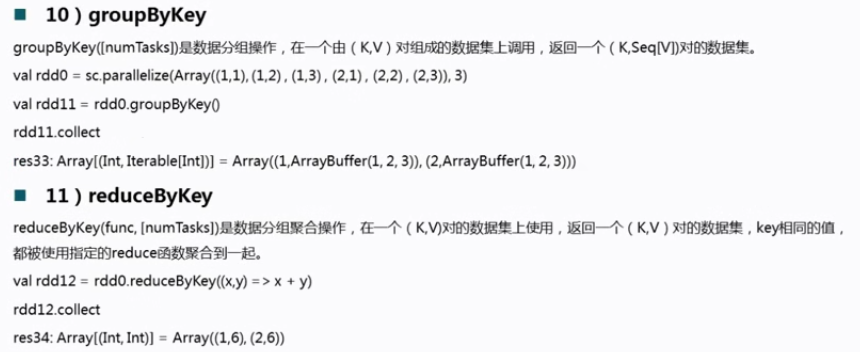 10）groupByKey
groupByKey([numTasks])是数据分组操作，在一个由（K,V）对组成的数据集上调用，返回一个（K,Seq[V])对的数据集。
val rdd0 = sc.parallelize(Array((1,1), (1,2) , (1,3) , (2,1) , (2,2) , (2,3)), 3)
val rdd11 = rdd0.groupByKey()
rdd11.collect
res33: Array[(Int, Iterable[Int])] = Array((1,ArrayBuffer(1, 2, 3)), (2,ArrayBuffer(1, 2, 3)))
11）reduceByKey
reduceByKey(func, [numTasks])是数据分组聚合操作，在一个（K,V)对的数据集上使用，返回一个（K,V）对的数据集，key相同的值，
都被使用指定的reduce函数聚合到一起。
val rdd12 = rdd0.reduceByKey((x,y) => x + y)
rdd12.collect
res34: Array[(Int, Int)] = Array((1,6), (2,6))